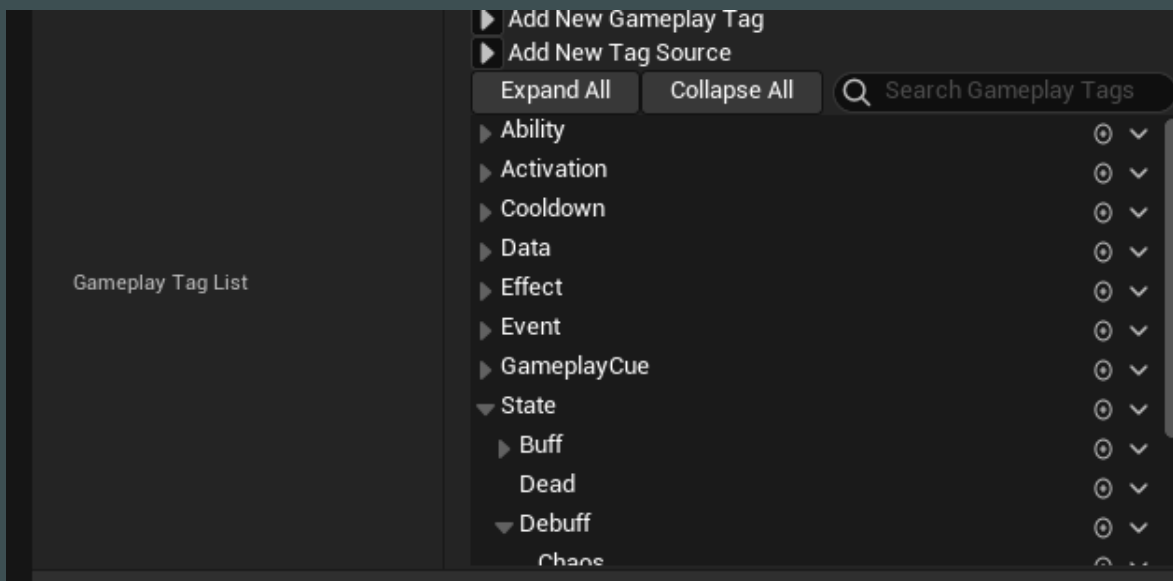 Add New Gameplay Tag
Add New Tag Source
Expand All Collapse All Search Gameplay Tags
Ability
Activation
Cooldown
Data
Gameplay Tag List
Effect
Event
GameplayCue
State
Buff
Dead
Debuff
Chaos